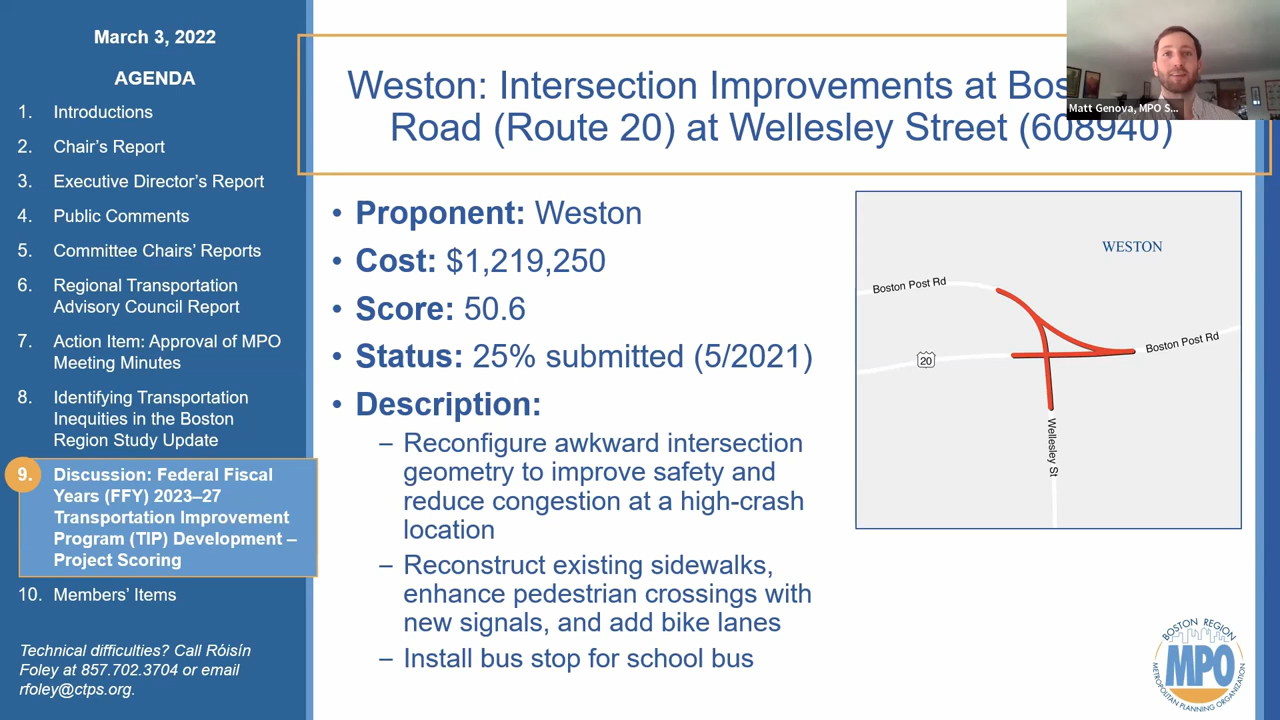 March 3, 2022
AGENDA
1. Introductions
2. Chair's Report
3. Executive Director's Report
4. Public Comments
5. Committee Chairs' Reports
6. Regional Transportation
Advisory Council Report
7. Action Item: Approval of MPO
Meeting Minutes
8. Identifying Transportation
Inequities in the Boston
Region Study Update
9. Discussion: Federal Fiscal
Years (FFY) 2023–27
Transportation Improvement
Program (TIP) Development –
Project Scoring
10. Members' Items
Technical difficulties? Call Róisín
Foley at 857.702.3704 or email
rfoley@ctps.org.
Weston: Intersection Improvements at Bos
Road (Route 20) at Wellesley Street (608940)
Matt Genova, MPO S...
• Proponent: Weston
• Cost: $1,219,250
• Score: 50.6
• Status: 25% submitted (5/2021)
• Description:
– Reconfigure awkward intersection
geometry to improve safety and
reduce congestion at a high-crash
location
– Reconstruct existing sidewalks,
enhance pedestrian crossings with
new signals, and add bike lanes
– Install bus stop for school bus
WESTON
Boston Post Rd
Boston Post Rd
20
Wellesley St
BOSTON REGION
MPO
METROPOLITAN PLANNING ORGANIZATION